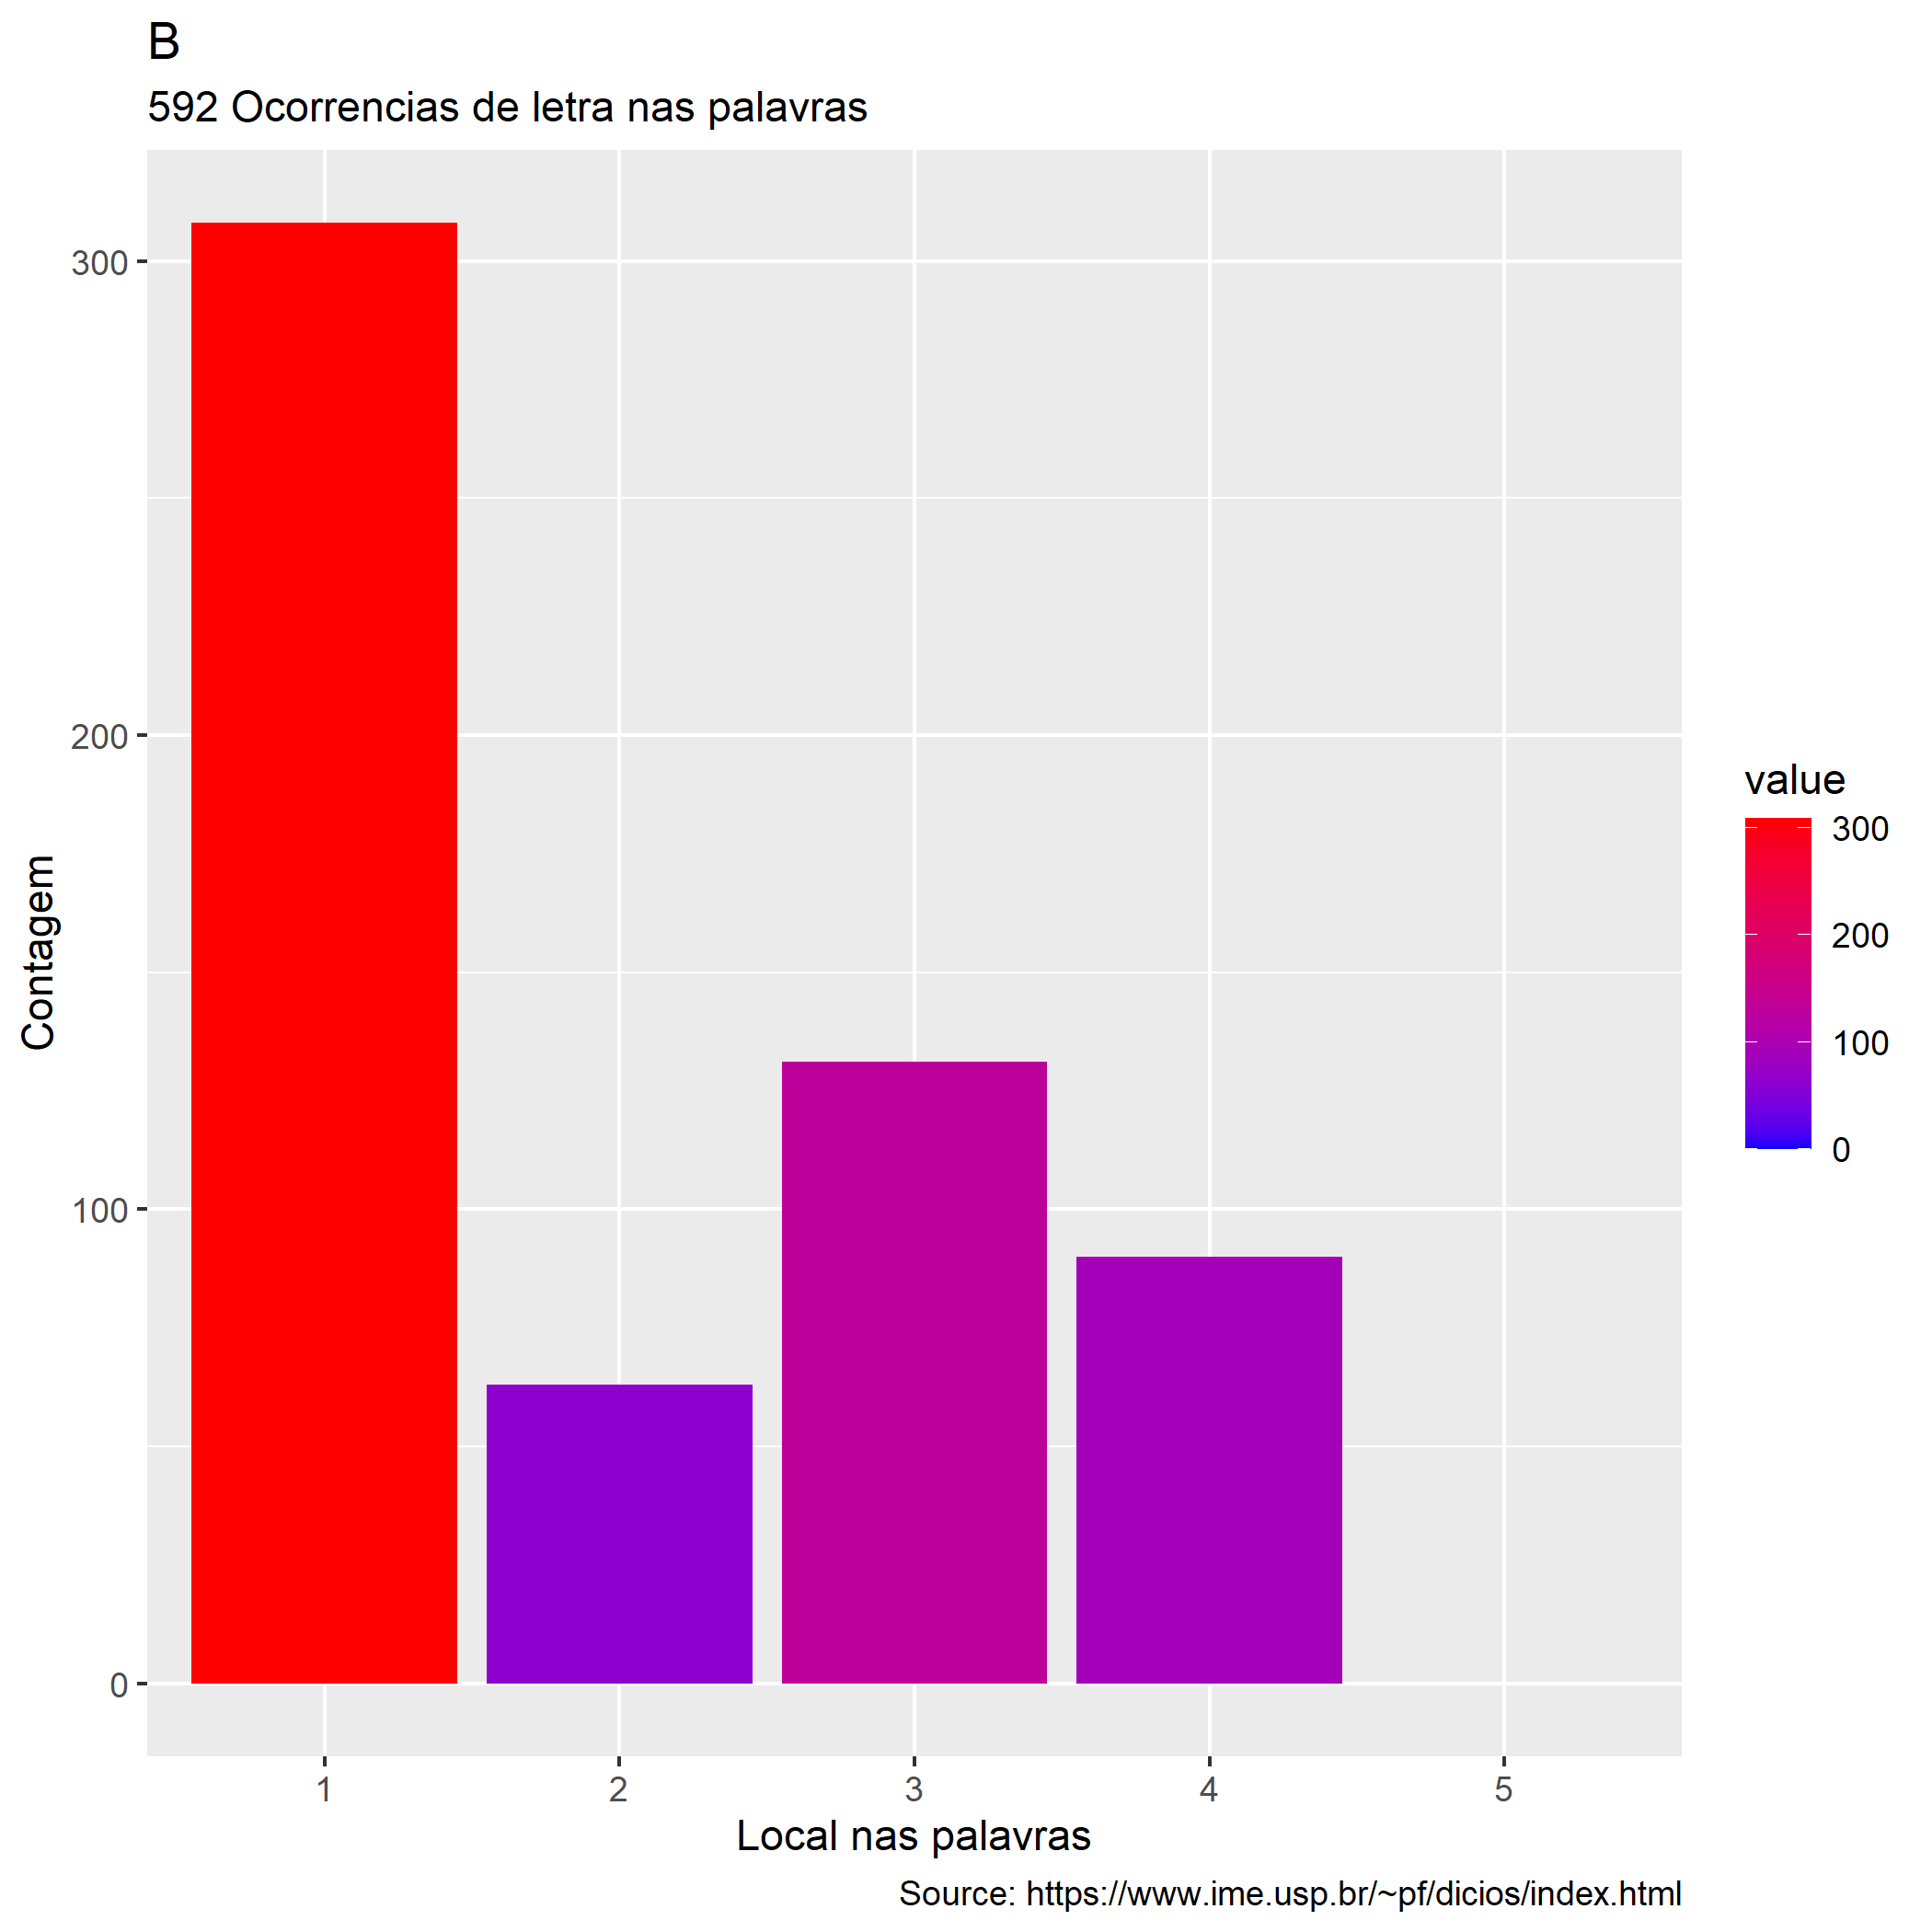 B
592 Ocorrencias de letra nas palavras
300
200
100
0
Contagem
1 2 3 4 5
Local nas palavras
value
300
200
100
0
Source: https://www.ime.usp.br/~pf/dicios/index.html